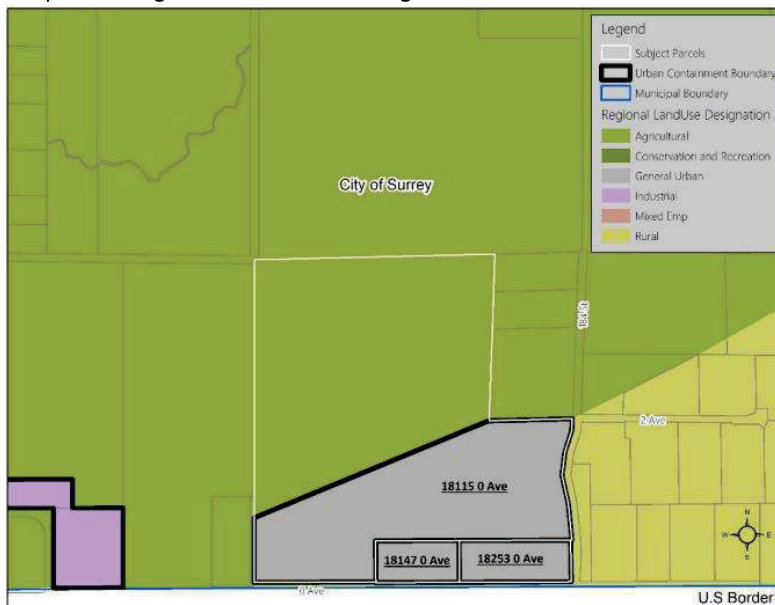 Legend
Subject Parcels
Urban Containment Boundary
Municipal Boundary
Regional LandUse Designation
Agricultural
Conservation and Recreation
General Urban
Industrial
Mixed Emp
Rural
City of Surrey
184 St
2 Ave
18115 0 Ave
18147 0 Ave
18253 0 Ave
N
W
E
S
0 Ave
U.S Border